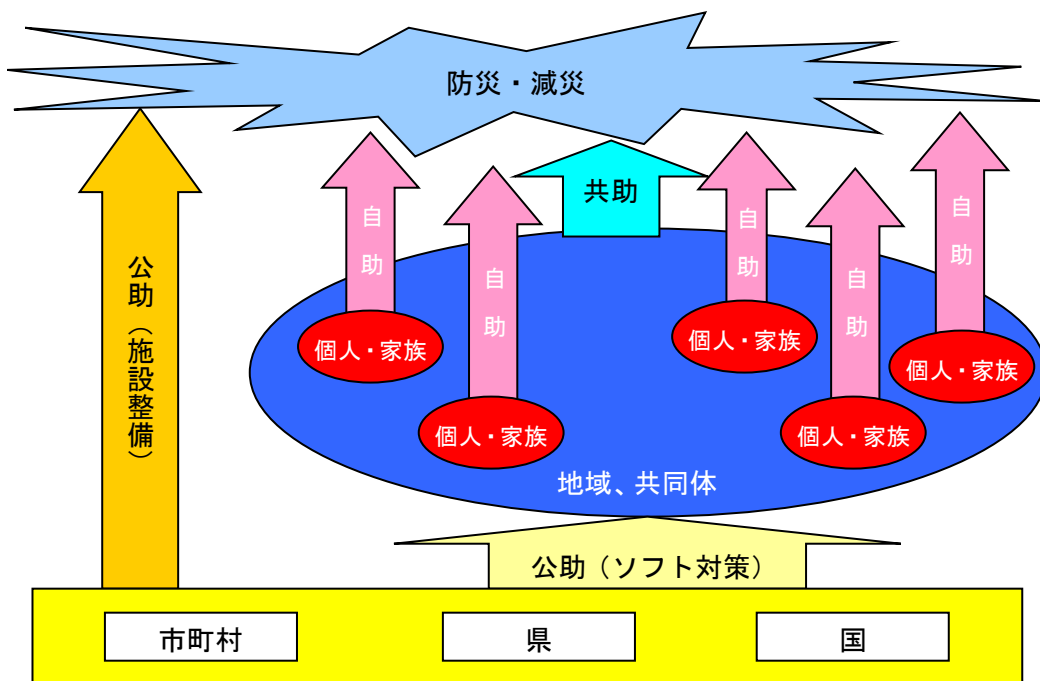 防災・減災
共助
自助
自助
自助
自助
自助
公助（施設整備）
個人・家族
個人・家族
個人・家族
個人・家族
個人・家族
地域、共同体
公助（ソフト対策）
市町村
県
国